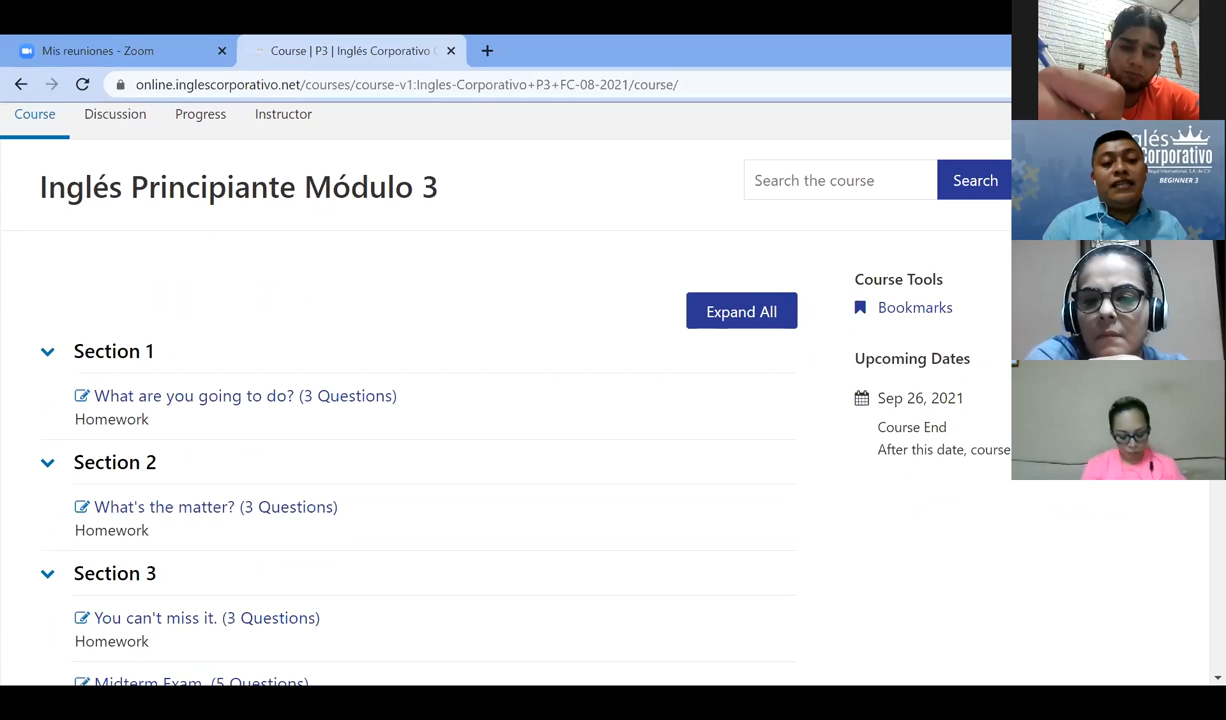 Mis reuniones - Zoom
Course | P3 | Inglés Corporativo
online.inglescorporativo.net/courses/course-v1:Ingles-Corporativo+P3+FC-08-2021/course/
Course Discussion Progress Instructor
Inglés Principiante Módulo 3
Search the course
Search
Expand All
Section 1
What are you going to do? (3 Questions)
Homework
Section 2
What's the matter? (3 Questions)
Homework
Section 3
You can't miss it. (3 Questions)
Homework
Midterm Exam. (5 Questions)
Course Tools
Bookmarks
Upcoming Dates
Sep 26, 2021
Course End
After this date, course
BEGINNER 3